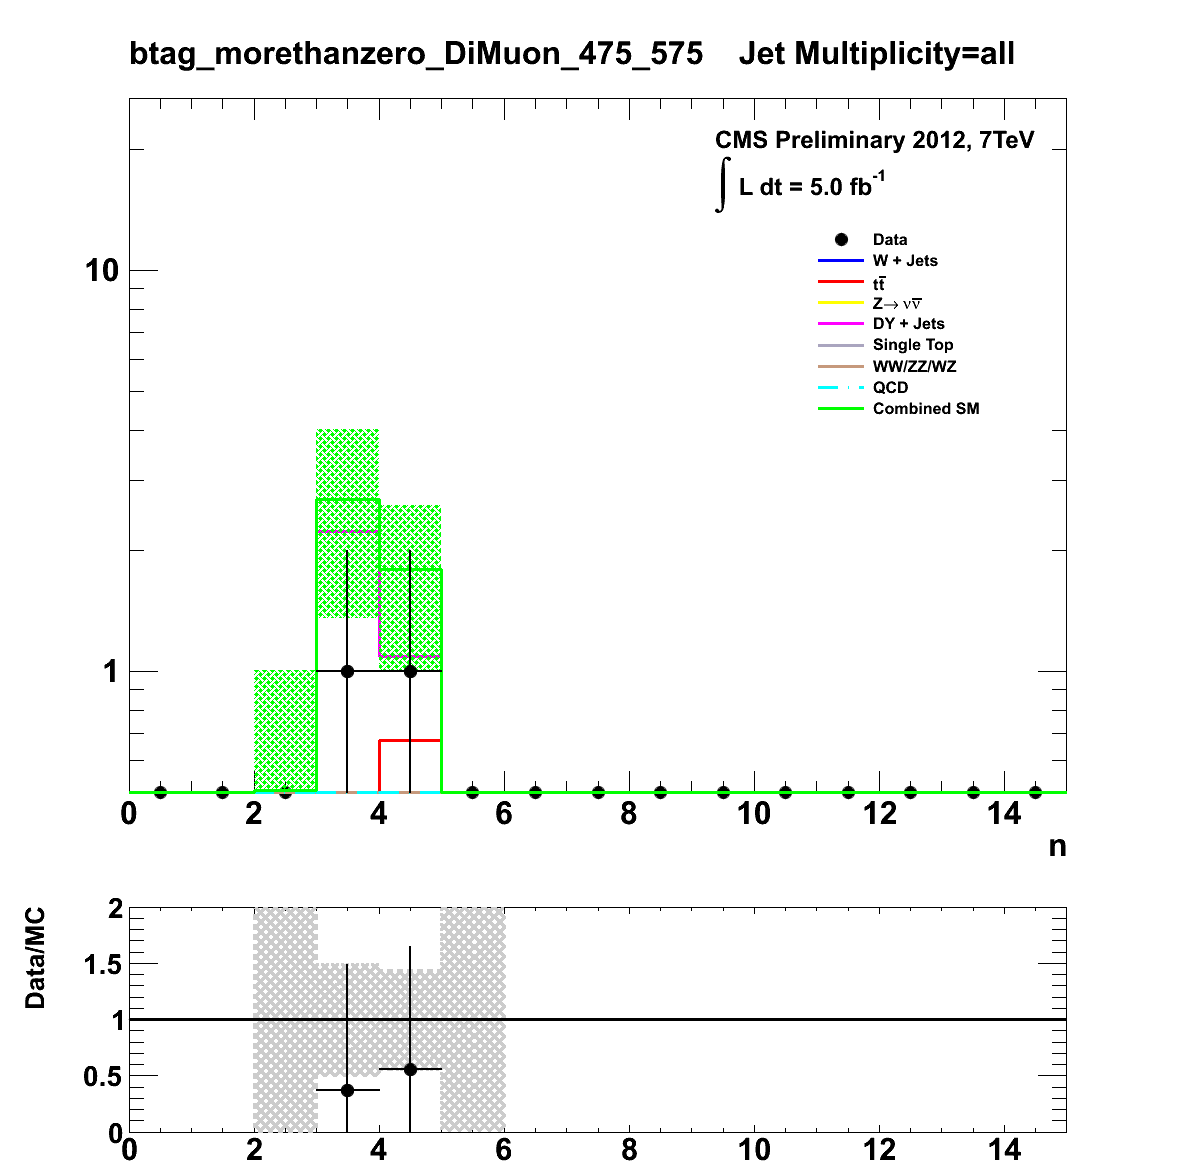 btag_morethanzero_DiMuon_475_575 Jet Multiplicity=all
CMS Preliminary 2012, 7TeV
∫ L dt = 5.0 fb⁻¹
Data
W + Jets
tt̅
Z→ νν̅
DY + Jets
Single Top
WW/ZZ/WZ
QCD
Combined SM
10
1
0 2 4 6 8 10 12 14
n
Data/MC
2
1.5
1
0.5
0
0 2 4 6 8 10 12 14